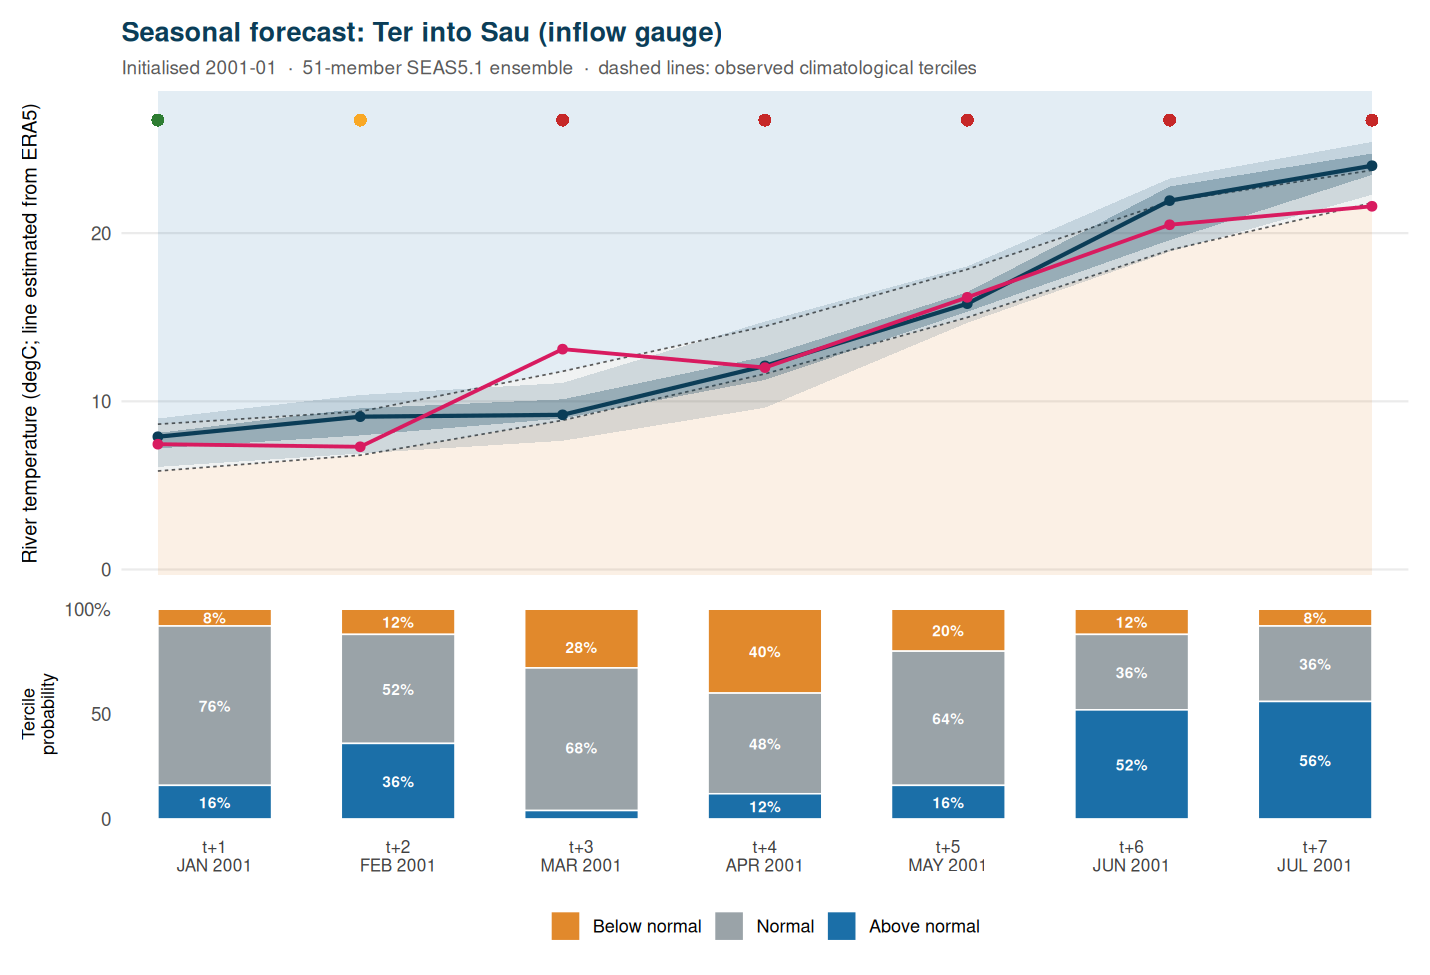 Seasonal forecast: Ter into Sau (inflow gauge)
Initialised 2001-01 · 51-member SEAS5.1 ensemble · dashed lines: observed climatological terciles
River temperature (degC; line estimated from ERA5)
20
10
0
Tercile
probability
100%
50
0
8%
76%
16%
12%
52%
36%
28%
68%
40%
48%
12%
20%
64%
16%
12%
36%
52%
8%
36%
56%
t+1
JAN 2001
t+2
FEB 2001
t+3
MAR 2001
t+4
APR 2001
t+5
MAY 2001
t+6
JUN 2001
t+7
JUL 2001
Below normal
Normal
Above normal